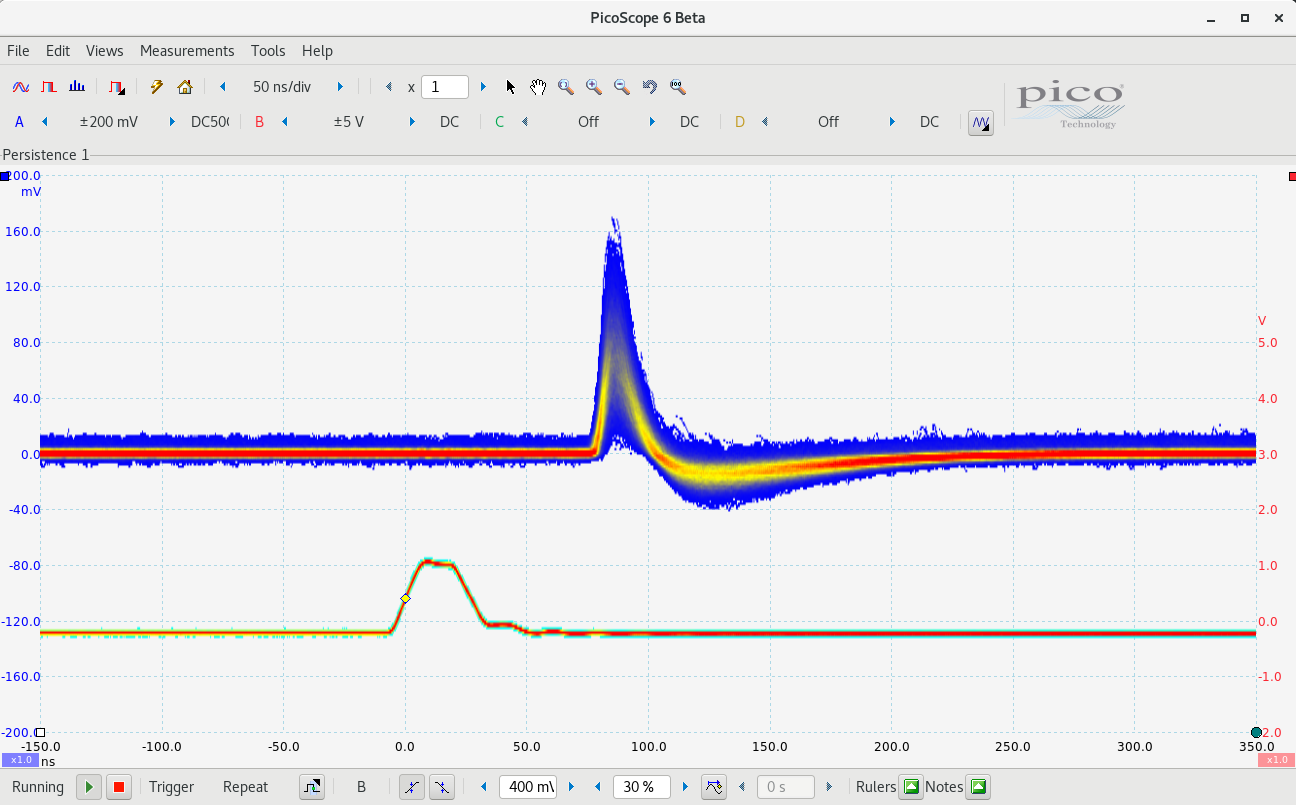 PicoScope 6 Beta
File Edit Views Measurements Tools Help
50 ns/div x 1
A ±200 mV DC50 B ±5 V DC C Off DC D Off DC
pico
Technology
Persistence 1
200.0
mV
160.0
120.0
V
80.0 5.0
40.0 4.0
0.0 3.0
-40.0 2.0
-80.0 1.0
-120.0 0.0
-160.0 -1.0
-200.0 -2.0
-150.0 -100.0 -50.0 0.0 50.0 100.0 150.0 200.0 250.0 300.0 350.0
x1.0 ns x1.0
Running Trigger Repeat B 400 m\ 30 % 0 s Rulers Notes